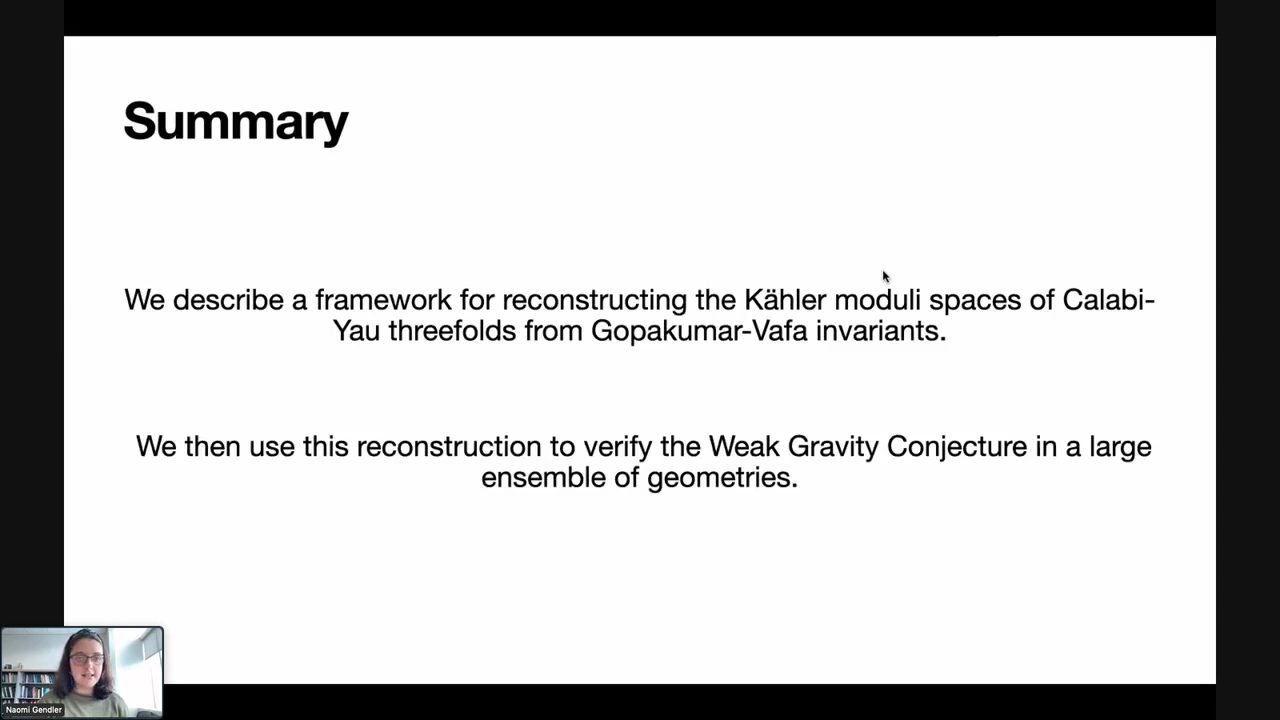 Summary
We describe a framework for reconstructing the Kähler moduli spaces of Calabi-
Yau threefolds from Gopakumar-Vafa invariants.
We then use this reconstruction to verify the Weak Gravity Conjecture in a large
ensemble of geometries.
Naomi Gendler